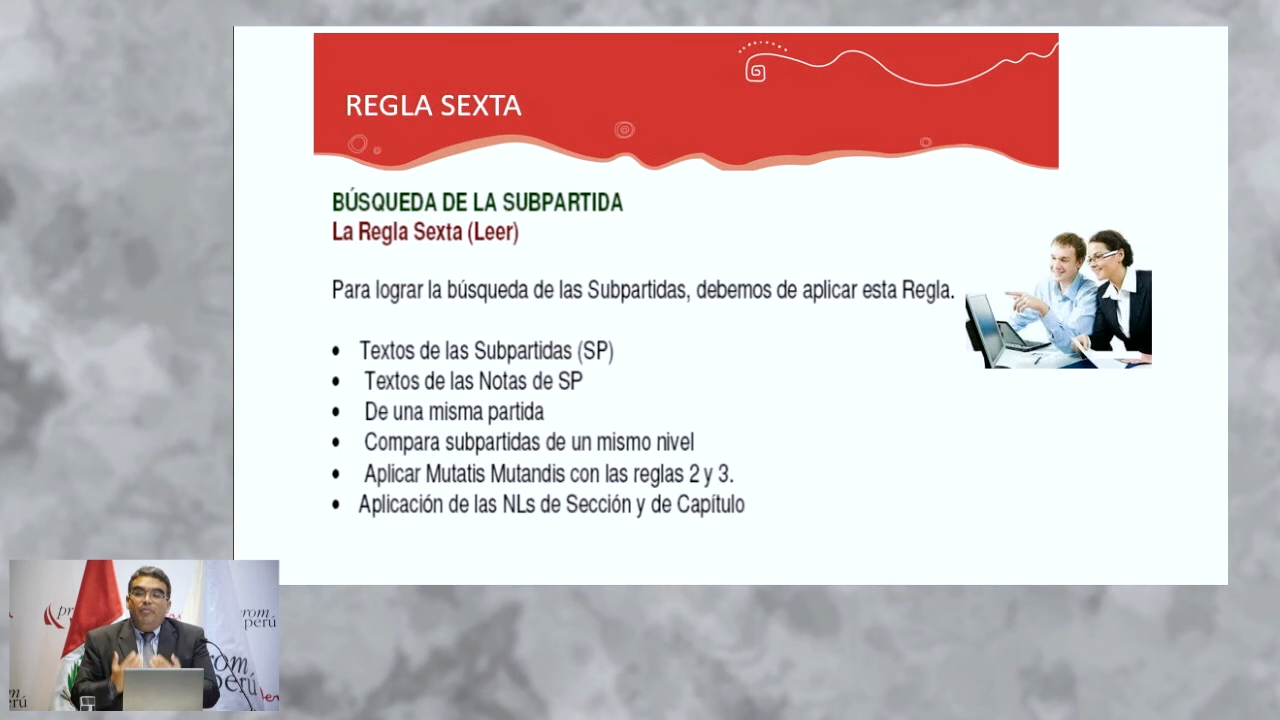 REGLA SEXTA
BÚSQUEDA DE LA SUBPARTIDA
La Regla Sexta (Leer)
Para lograr la búsqueda de las Subpartidas, debemos de aplicar esta Regla.
• Textos de las Subpartidas (SP)
• Textos de las Notas de SP
• De una misma partida
• Compara subpartidas de un mismo nivel
• Aplicar Mutatis Mutandis con las reglas 2 y 3.
• Aplicación de las NLs de Sección y de Capítulo
prom
perú